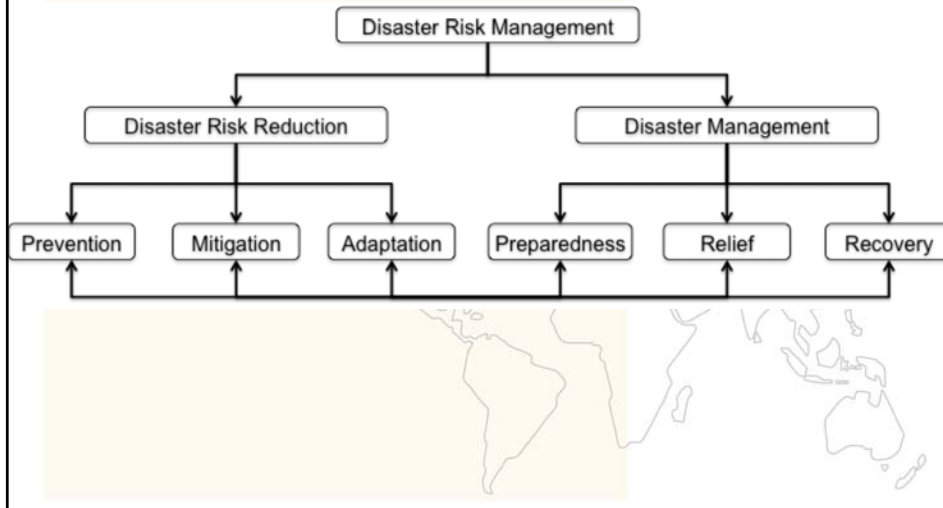 Disaster Risk Management
Disaster Risk Reduction
Disaster Management
Prevention
Mitigation
Adaptation
Preparedness
Relief
Recovery